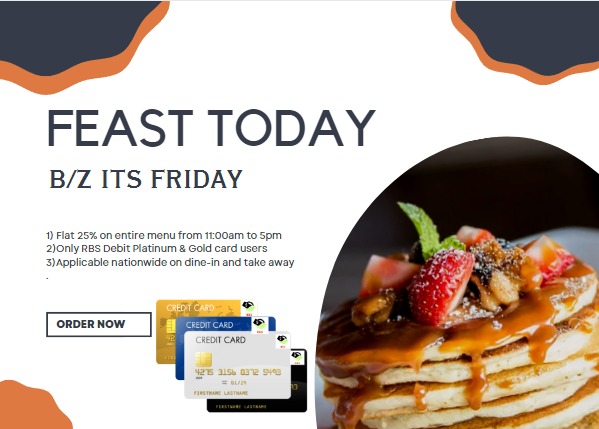 FEAST TODAY
B/Z ITS FRIDAY
1) Flat 25% on entire menu from 11:00am to 5pm
2)Only RBS Debit Platinum & Gold card users
3)Applicable nationwide on dine-in and take away
.
ORDER NOW
CREDIT CARD
CREDIT CARD
CREDIT CARD
4275 3156 0372 5493
01/19
FIRSTNAME LASTNAME
FIRSTNAME LASTNAME